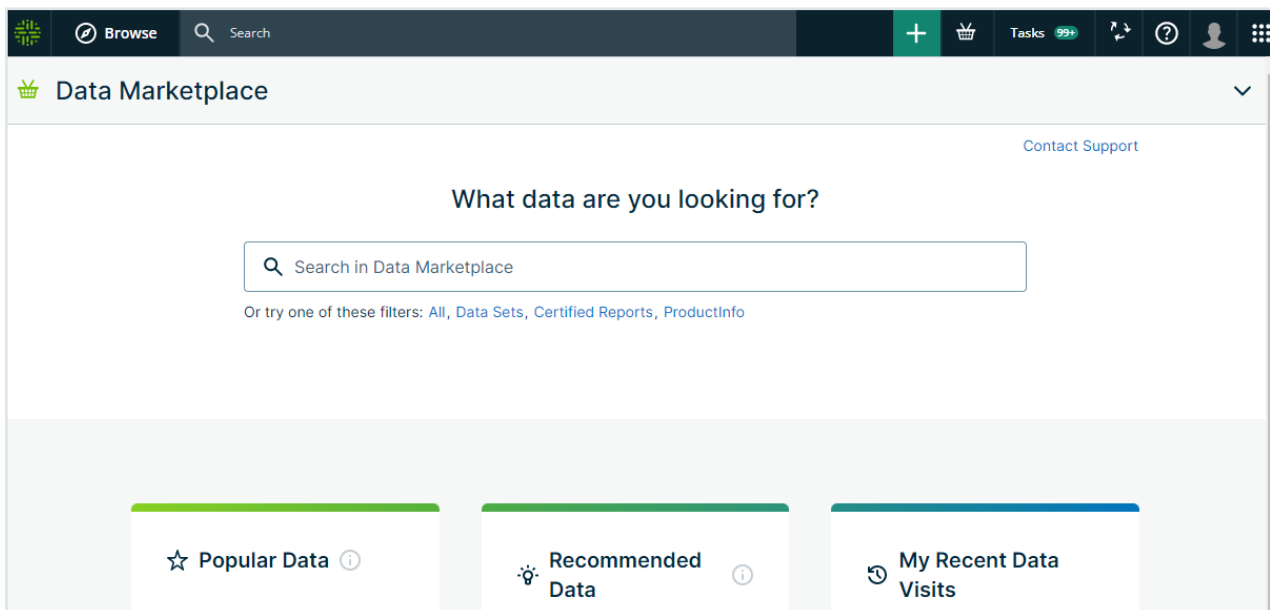 Browse Search Tasks 99+
Data Marketplace
Contact Support
What data are you looking for?
Search in Data Marketplace
Or try one of these filters: All, Data Sets, Certified Reports, ProductInfo
Popular Data
Recommended
Data
My Recent Data
Visits